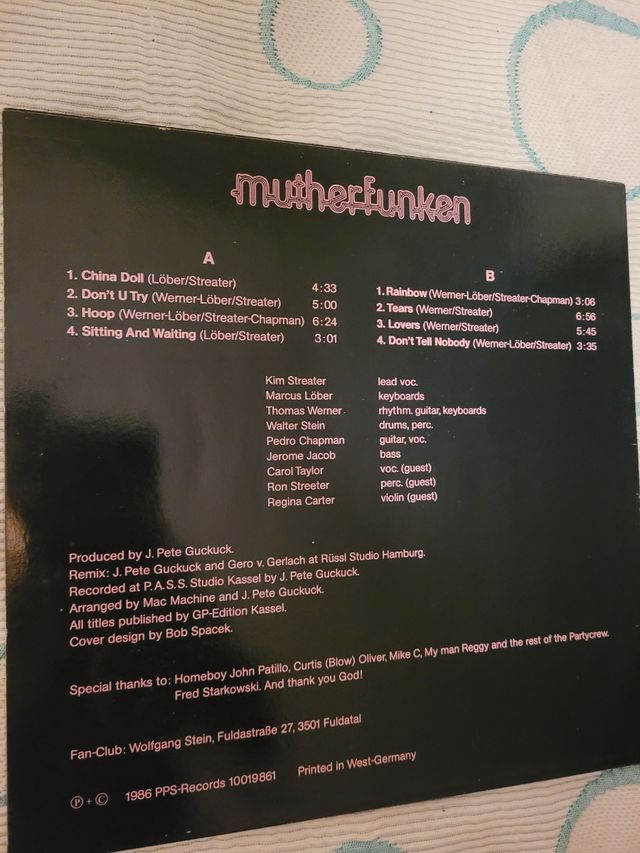 mutherfunken
A
1. China Doll (Löber/Streater) 4:33
2. Don't U Try (Werner-Löber/Streater) 5:00
3. Hoop (Werner-Löber/Streater-Chapman) 6:24
4. Sitting And Waiting (Löber/Streater) 3:01
B
1. Rainbow (Werner-Löber/Streater-Chapman) 3:06
2. Tears (Werner-Löber/Streater) 6:56
3. Lovers (Werner-Löber/Streater) 5:45
4. Don't Tell Nobody (Werner-Löber/Streater) 3:35
Kim Streater lead voc.
Marcus Löber keyboards
Thomas Werner rhythm. guitar, keyboards
Walter Stein drums, perc.
Pedro Chapman guitar, voc.
Jerome Jacob bass
Carol Taylor voc. (guest)
Ron Streeter perc. (guest)
Regina Carter violin (guest)
Produced by J. Pete Guckuck.
Remix: J. Pete Guckuck and Gero v. Gerlach at Rüssl Studio Hamburg.
Recorded at P.A.S.S. Studio Kassel by J. Pete Guckuck.
Arranged by Mac Machine and J. Pete Guckuck.
All titles published by GP-Edition Kassel.
Cover design by Bob Spacek.
Special thanks to: Homeboy John Patillo, Curtis (Blow) Oliver, Mike C, My man Reggy and the rest of the Partycrew.
Fred Starkowski. And thank you God!
Fan-Club: Wolfgang Stein, Fuldastraße 27, 3501 Fuldatal
Ⓟ + © 1986 PPS-Records 10019861 Printed in West-Germany